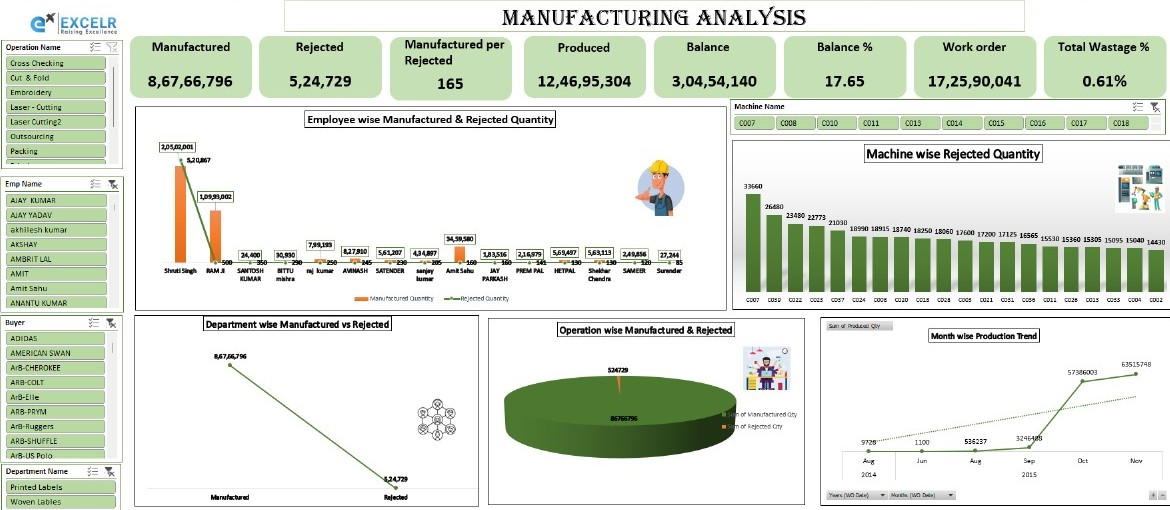 MANUFACTURING ANALYSIS
EXCELR
Raising Excellence
Manufactured
8,67,66,796
Rejected
5,24,729
Manufactured per
Rejected
165
Produced
12,46,95,304
Balance
3,04,54,140
Balance %
17.65
Work order
17,25,90,041
Total Wastage %
0.61%
Operation Name
Cross Checking
Cut & Fold
Embroidery
Laser - Cutting
Laser Cutting2
Outsourcing
Packing
Emp Name
AJAY KUMAR
AJAY YADAV
akhilesh kumar
AKSHAY
AMBRIT LAL
AMIT
Amit Sahu
ANANTU KUMAR
Buyer
ADIDAS
AMERICAN SWAN
ArB-CHEROKEE
ARB-COLT
ArB-Elle
ARB-PRYM
ArB-Ruggers
ARB-SHUFFLE
ArB-US Polo
Department Name
Printed Labels
Woven Lables
Employee wise Manufactured & Rejected Quantity
2,05,02,001
5,20,867
1,09,93,002
500
24,400
350
30,930
290
7,99,193
250
8,27,910
245
5,61,207
230
4,34,897
205
34,59,580
160
1,83,516
160
2,16,979
141
5,69,497
130
5,63,113
130
2,49,856
120
27,244
85
Shruti Singh
RAM JI
SANTOSH KUMAR
BITTU mishra
raj kumar
AVINASH
SATENDER
sanjay kumar
Amit Sahu
JAY PARKASH
PREM PAL
HETPAL
Shekhar Chandra
SAMEER
Surender
Manufactured Quantity
Rejected Quantity
Machine Name
C007 C008 C010 C011 C013 C014 C015 C016 C017 C018
Machine wise Rejected Quantity
33660 26480 23480 22773 21030 18990 18915 18740 18250 18060 17600 17200 17125 16565 15530 15360 15305 15095 15040 14430
C007 C039 C022 C023 C037 C024 C008 C010 C018 C028 C005 C021 C031 C036 C011 C026 C013 C033 C004 C002
Department wise Manufactured vs Rejected
8,67,66,796
5,24,729
Manufactured
Rejected
Operation wise Manufactured & Rejected
524729
86766796
Sum of Manufactured Qty
Sum of Rejected Qty
Sum of Produced Qty
Month wise Production Trend
9728
1100
536237
3246488
57386003
63515748
Aug Jun Aug Sep Oct Nov
2014 2015
Years (WO Date)
Months (WO Date)